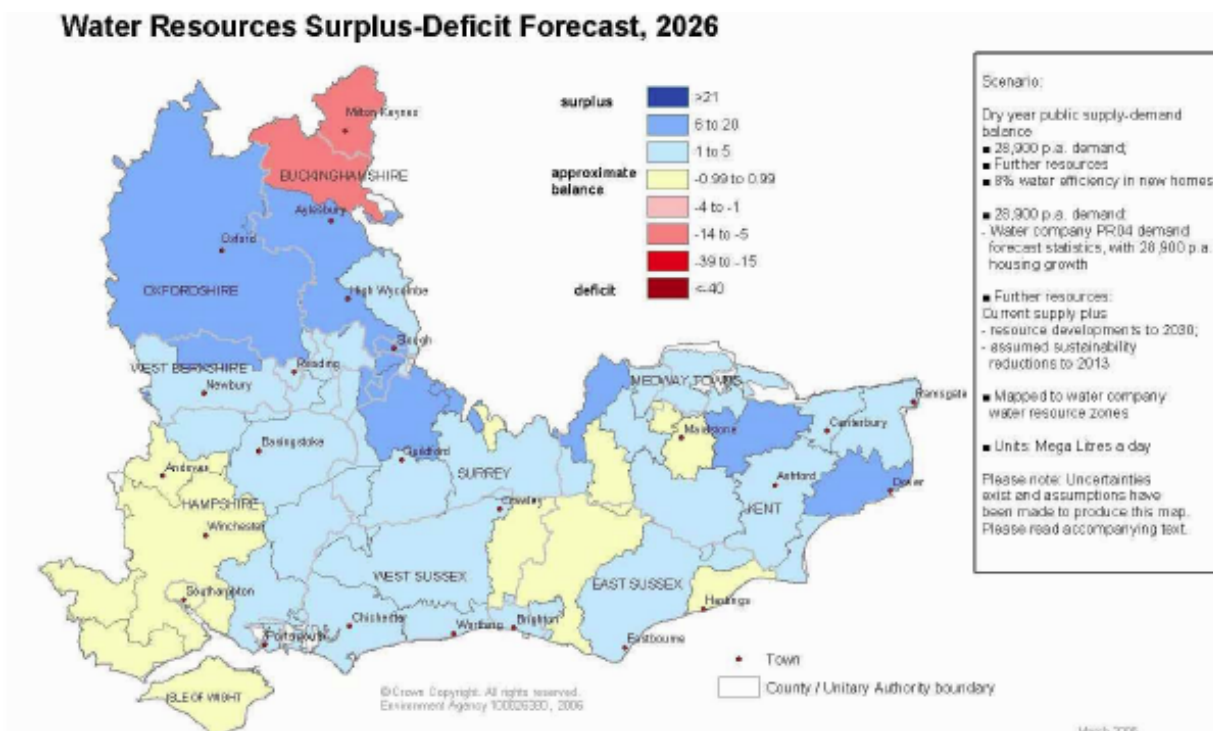 Water Resources Surplus-Deficit Forecast, 2026
surplus
approximate
balance
deficit
>21
6 to 20
1 to 5
-0.99 to 0.99
-4 to -1
-14 to -5
-39 to -15
<-40
Scenario:
Dry year public supply-demand
balance
■ 28,900 p.a. demand;
■ Further resources
■ 8% water efficiency in new homes
■ 28,900 p.a. demand:
- Water company PR04 demand
forecast statistics, with 28,900 p.a.
housing growth
■ Further resources:
Current supply plus
- resource developments to 2030;
- assumed sustainability
reductions to 2013
■ Mapped to water company
water resource zones
■ Units: Mega Litres a day
Please note: Uncertainties
exist and assumptions have
been made to produce this map.
Please read accompanying text.
Milton Keynes
BUCKINGHAMSHIRE
Aylesbury
Oxford
OXFORDSHIRE
High Wycombe
Slough
WEST BERKSHIRE
Reading
Newbury
MEDWAY TOWNS
Ramsgate
Maidstone
Canterbury
Basingstoke
Guildford
SURREY
Andover
Ashford
Dover
HAMPSHIRE
Crawley
KENT
Winchester
WEST SUSSEX
EAST SUSSEX
Southampton
Hastings
Chichester
Worthing
Brighton
Portsmouth
Eastbourne
ISLE OF WIGHT
Town
County / Unitary Authority boundary
© Crown Copyright. All rights reserved.
Environment Agency 100026380, 2006